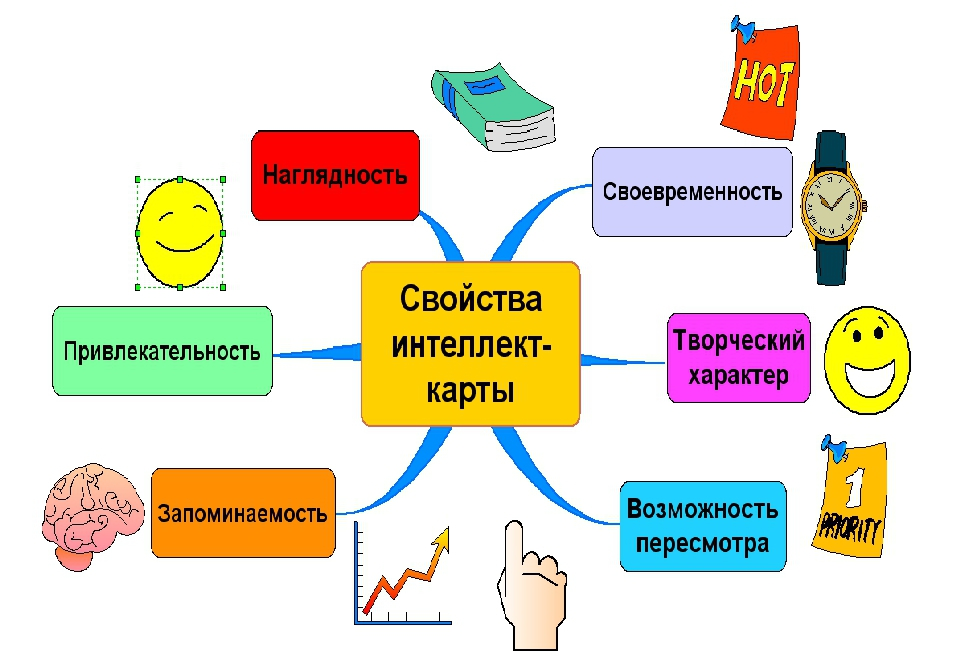 HOT
Наглядность
Своевременность
Свойства
интеллект-
карты
Привлекательность
Творческий
характер
Запоминаемость
Возможность
пересмотра
1
PRIORITY